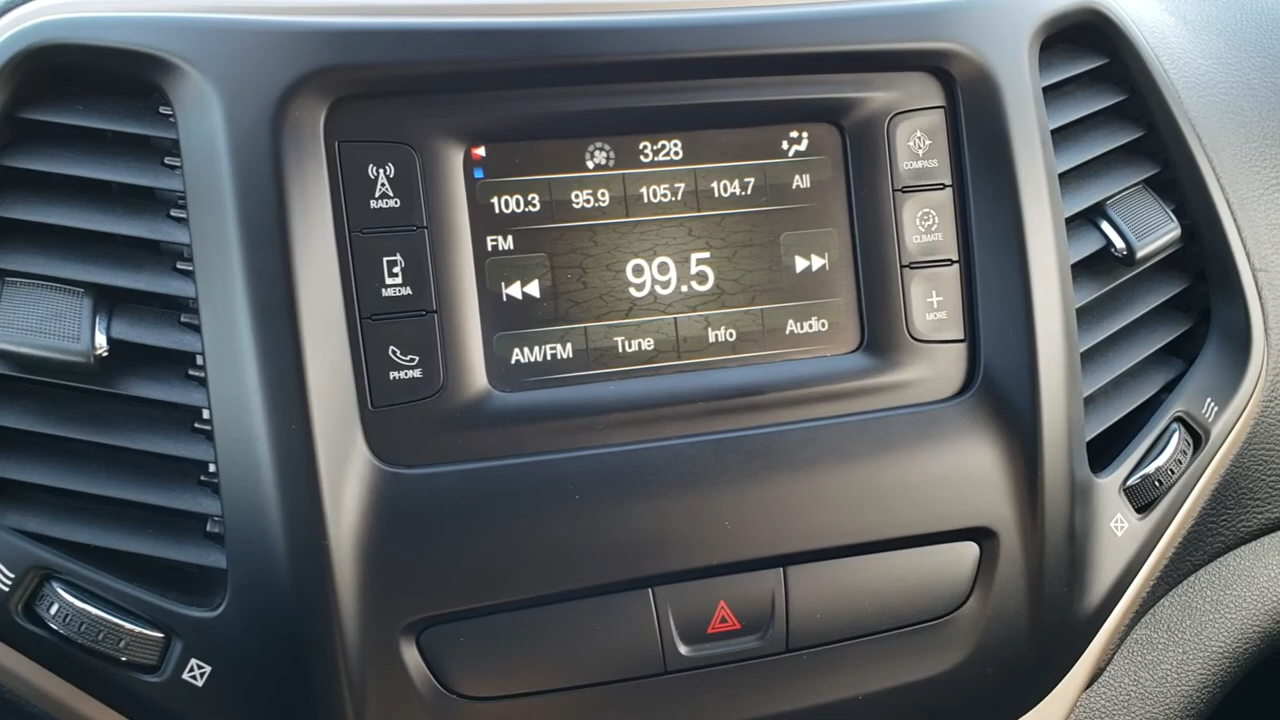 3:28
100.3 95.9 105.7 104.7 All
FM
99.5
AM/FM Tune Info Audio
RADIO
MEDIA
PHONE
N
COMPASS
CLIMATE
MORE